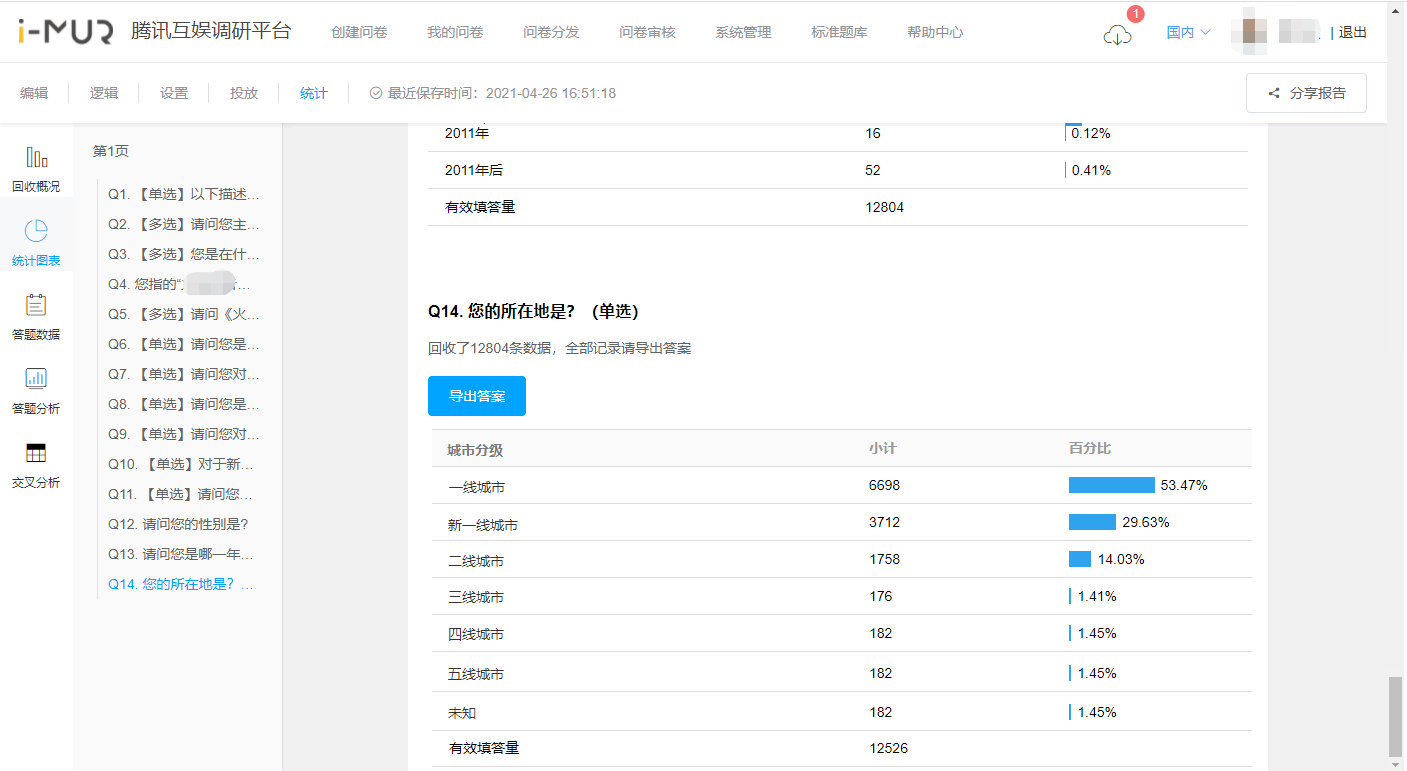 i-MUR 腾讯互娱调研平台 创建问卷 我的问卷 问卷分发 问卷审核 系统管理 标准题库 帮助中心 1 国内 | 退出
编辑 逻辑 设置 投放 统计 最近保存时间：2021-04-26 16:51:18 分享报告
回收概况
统计图表
答题数据
答题分析
交叉分析
第1页
Q1. 【单选】以下描述...
Q2. 【多选】请问您主...
Q3. 【多选】您是在什...
Q4. 您指的“
Q5. 【多选】请问《火...
Q6. 【单选】请问您是...
Q7. 【单选】请问您对...
Q8. 【单选】请问您是...
Q9. 【单选】请问您对...
Q10. 【单选】对于新...
Q11. 【单选】请问您...
Q12. 请问您的性别是?
Q13. 请问您是哪一年...
Q14. 您的所在地是? ...
2011年 16 0.12%
2011年后 52 0.41%
有效填答量 12804
Q14. 您的所在地是? （单选）
回收了12804条数据，全部记录请导出答案
导出答案
城市分级 小计 百分比
一线城市 6698 53.47%
新一线城市 3712 29.63%
二线城市 1758 14.03%
三线城市 176 1.41%
四线城市 182 1.45%
五线城市 182 1.45%
未知 182 1.45%
有效填答量 12526